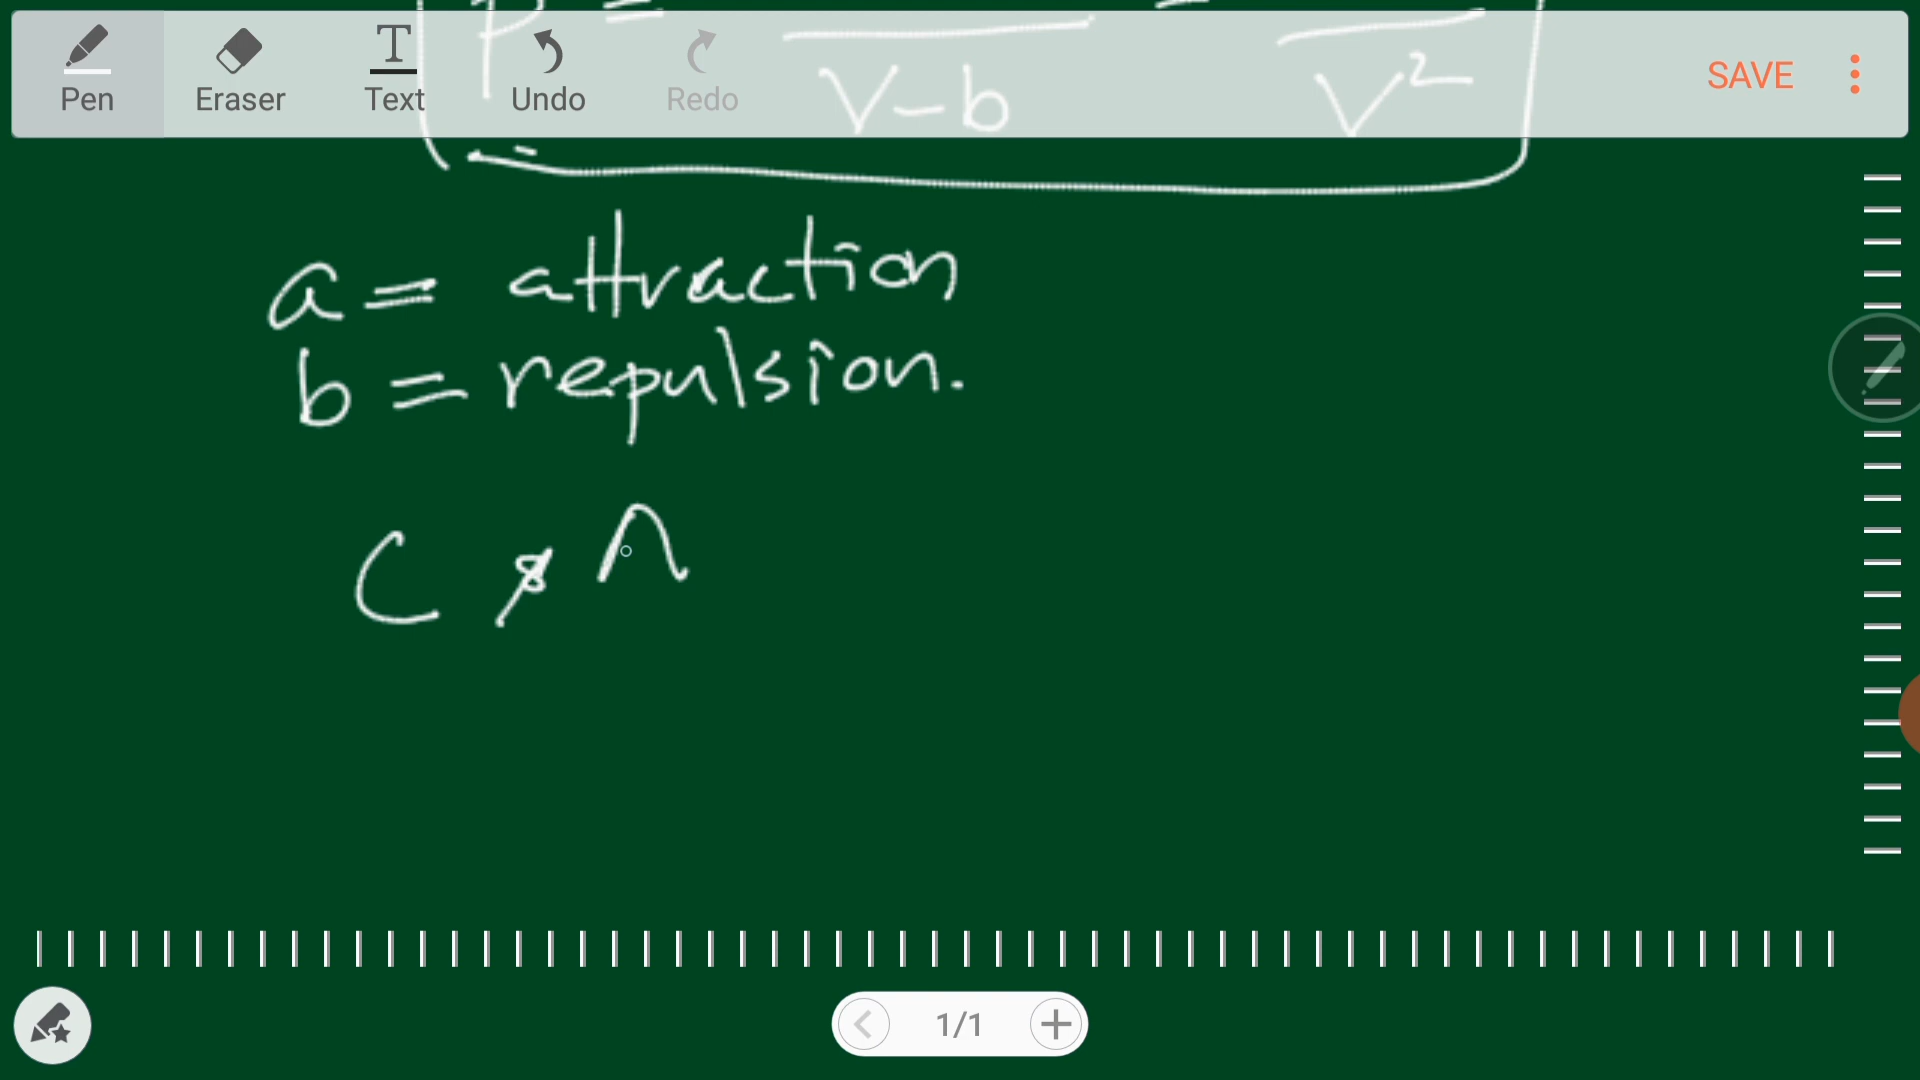 p =
Pen Eraser Text Undo Redo SAVE
V-b V²
a = attraction
b = repulsion.
C &
1/1